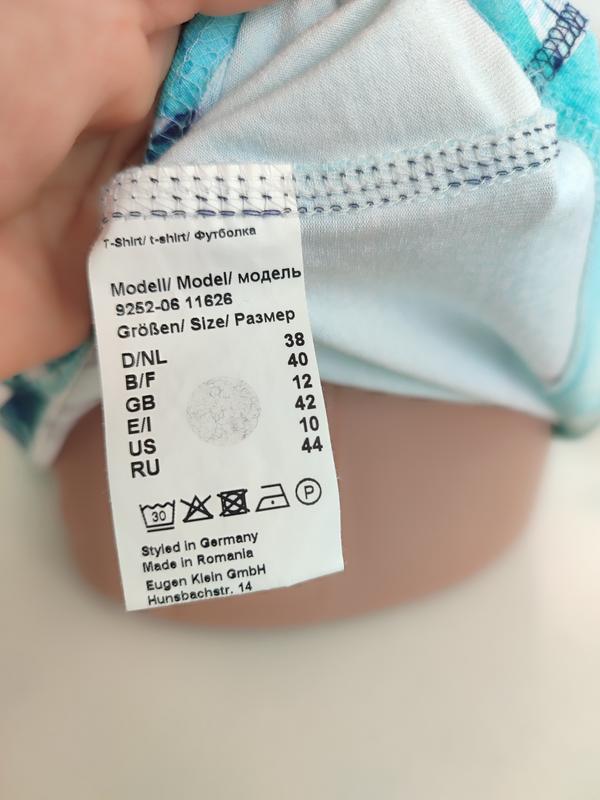 T-Shirt/ t-shirt/ Футболка
Modell/ Model/ модель
9252-06 11626
Größen/ Size/ Размер
D/NL 38
B/F 40
GB 12
E/I 42
US 10
RU 44
30 P
Styled in Germany
Made in Romania
Eugen Klein GmbH
Hunsbachstr. 14